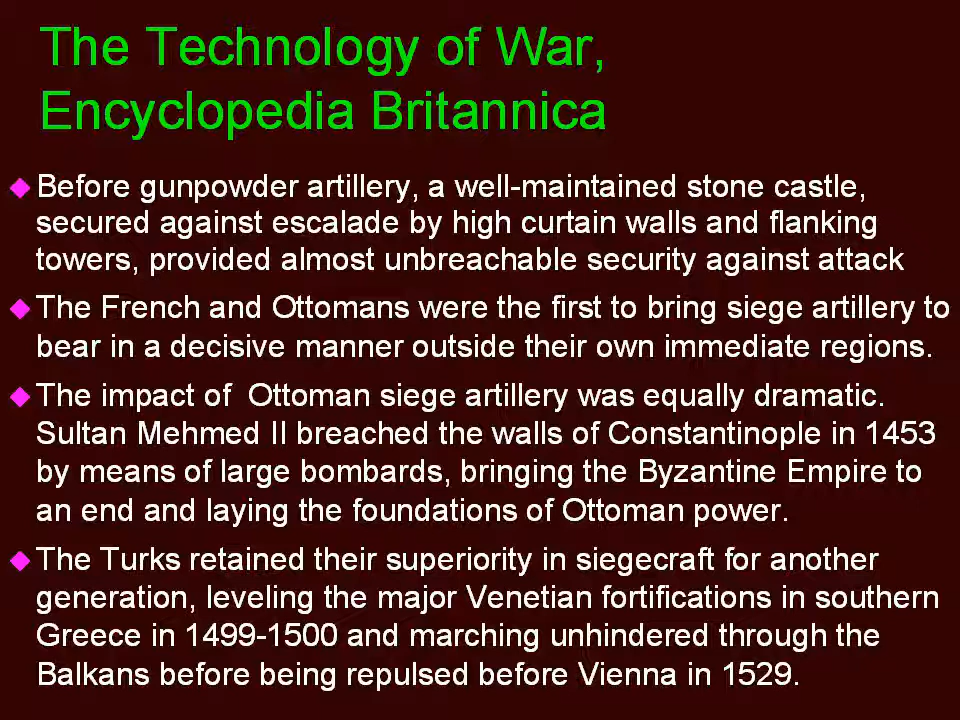 The Technology of War,
Encyclopedia Britannica
Before gunpowder artillery, a well-maintained stone castle,
secured against escalade by high curtain walls and flanking
towers, provided almost unbreachable security against attack
The French and Ottomans were the first to bring siege artillery to
bear in a decisive manner outside their own immediate regions.
The impact of  Ottoman siege artillery was equally dramatic.
Sultan Mehmed II breached the walls of Constantinople in 1453
by means of large bombards, bringing the Byzantine Empire to
an end and laying the foundations of Ottoman power.
The Turks retained their superiority in siegecraft for another
generation, leveling the major Venetian fortifications in southern
Greece in 1499-1500 and marching unhindered through the
Balkans before being repulsed before Vienna in 1529.